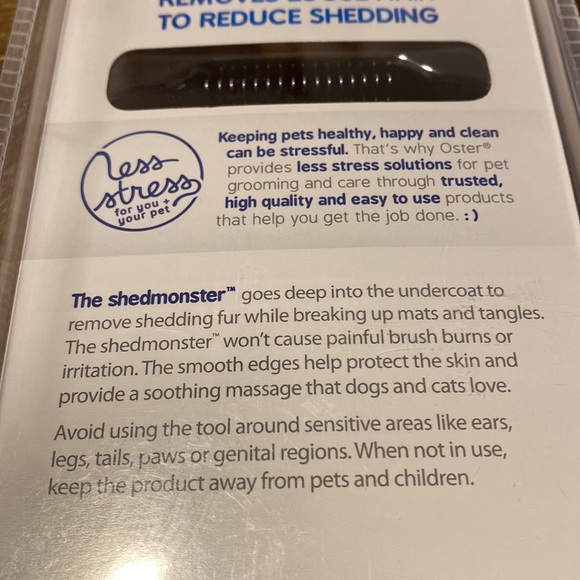 REMOVES LOOSE HAIR
TO REDUCE SHEDDING
less
stress
for you +
your pet
Keeping pets healthy, happy and clean
can be stressful. That's why Oster®
provides less stress solutions for pet
grooming and care through trusted,
high quality and easy to use products
that help you get the job done. :)
The shedmonster™ goes deep into the undercoat to
remove shedding fur while breaking up mats and tangles.
The shedmonster™ won't cause painful brush burns or
irritation. The smooth edges help protect the skin and
provide a soothing massage that dogs and cats love.
Avoid using the tool around sensitive areas like ears,
legs, tails, paws or genital regions. When not in use,
keep the product away from pets and children.